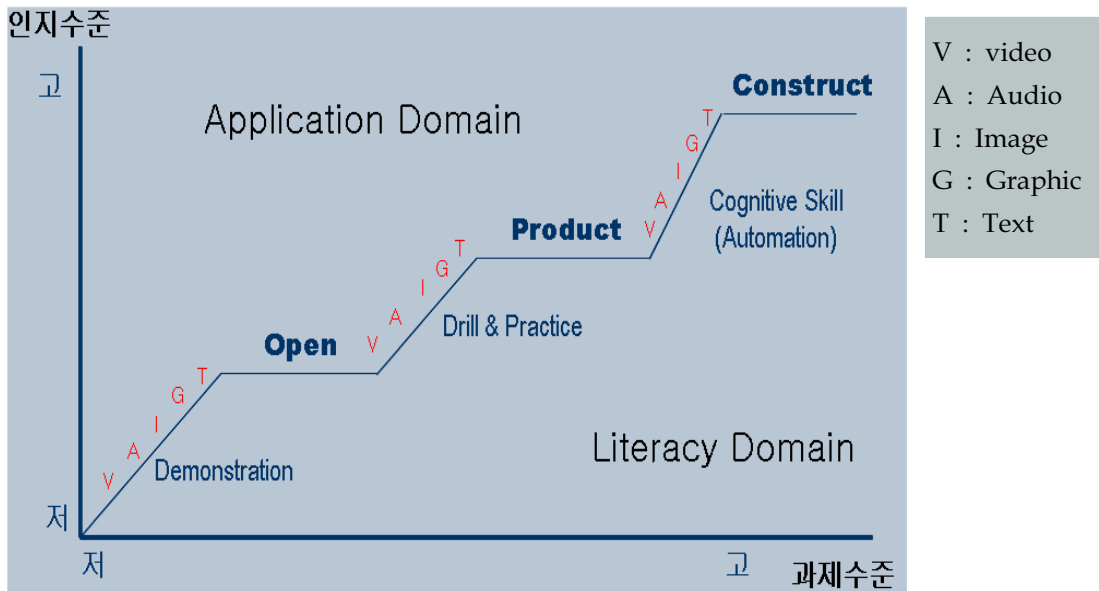 인지수준
고
Application Domain
Construct
V A I G T
Cognitive Skill
(Automation)
Product
V A I G T
Drill & Practice
Open
V A I G T
Demonstration
Literacy Domain
저
저
고
과제수준
V : video
A : Audio
I : Image
G : Graphic
T : Text